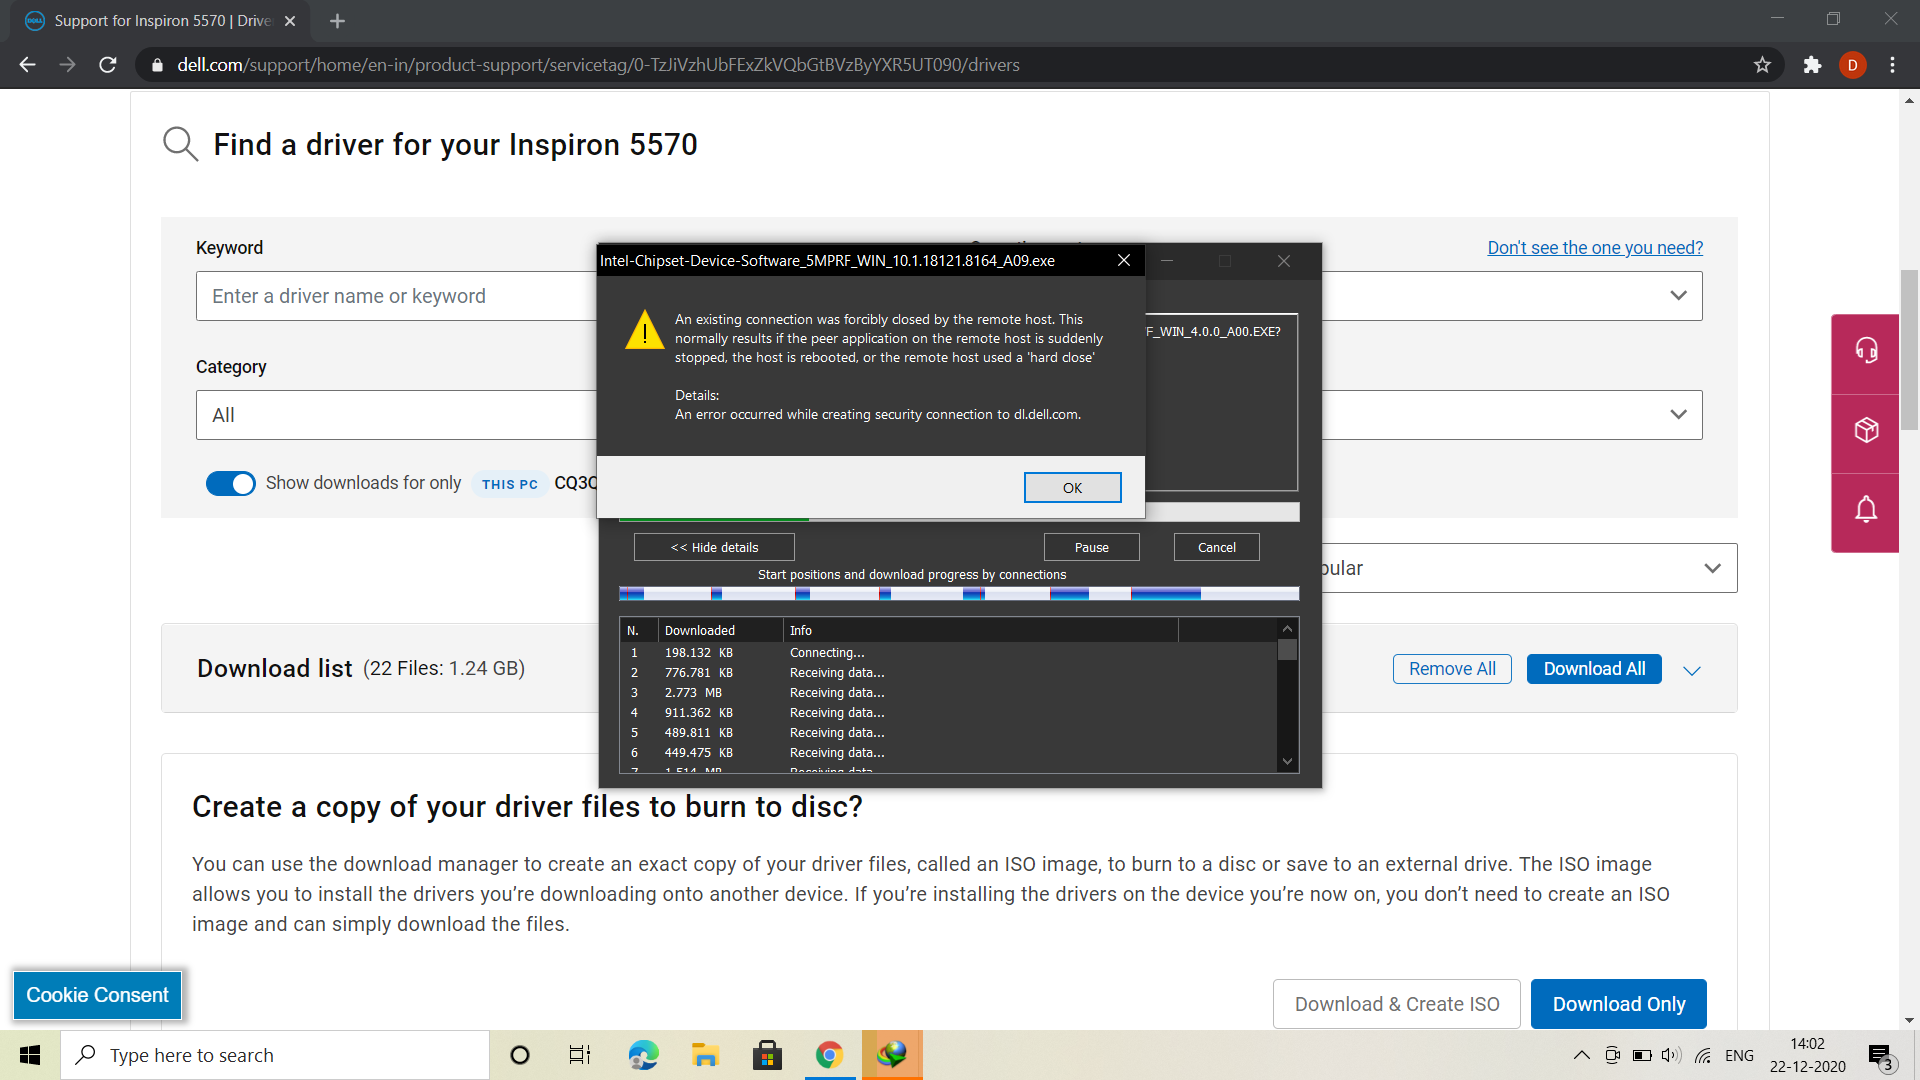 Support for Inspiron 5570 | Drive
dell.com/support/home/en-in/product-support/servicetag/0-TzJiVzhUbFExZkVQbGtBVzByYXR5UT090/drivers
D
Find a driver for your Inspiron 5570
Keyword
Don't see the one you need?
Enter a driver name or keyword
Category
All
Show downloads for only THIS PC CQ3Q
Intel-Chipset-Device-Software_5MPRF_WIN_10.1.18121.8164_A09.exe
An existing connection was forcibly closed by the remote host. This
normally results if the peer application on the remote host is suddenly
stopped, the host is rebooted, or the remote host used a 'hard close'
Details:
An error occurred while creating security connection to dl.dell.com.
OK
F_WIN_4.0.0_A00.EXE?
<< Hide details Pause Cancel
Start positions and download progress by connections
N. Downloaded Info
1 198.132 KB Connecting...
2 776.781 KB Receiving data...
3 2.773 MB Receiving data...
4 911.362 KB Receiving data...
5 489.811 KB Receiving data...
6 449.475 KB Receiving data...
7 1.514 MB Receiving data...
pular
Download list (22 Files: 1.24 GB)
Remove All Download All
Create a copy of your driver files to burn to disc?
You can use the download manager to create an exact copy of your driver files, called an ISO image, to burn to a disc or save to an external drive. The ISO image
allows you to install the drivers you’re downloading onto another device. If you’re installing the drivers on the device you’re now on, you don’t need to create an ISO
image and can simply download the files.
Cookie Consent
Download & Create ISO Download Only
Type here to search
ENG
14:02
22-12-2020
3